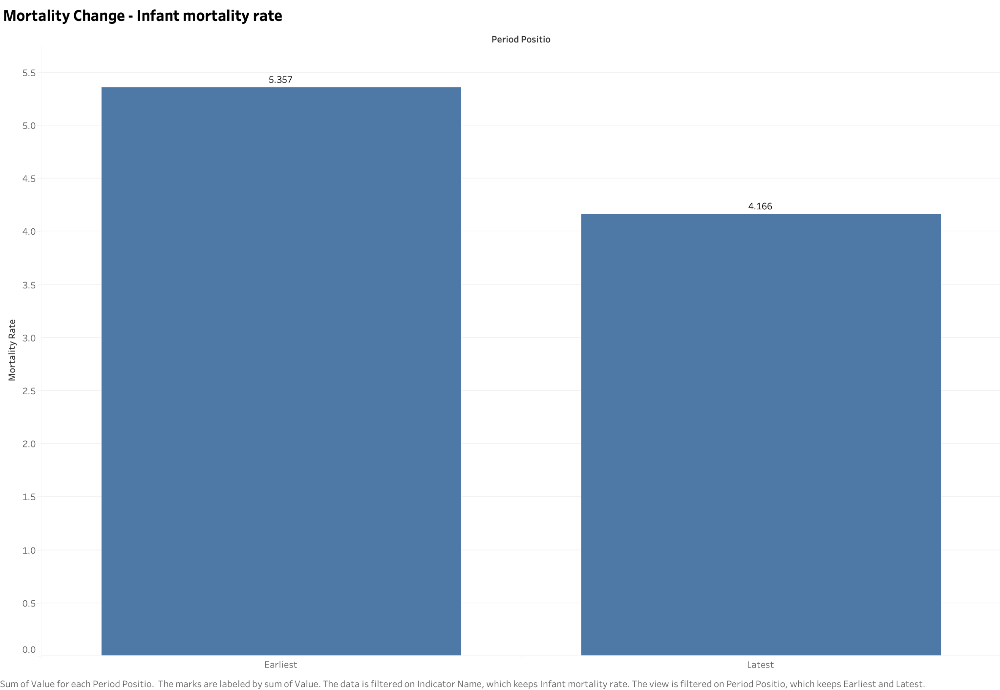 Mortality Change - Infant mortality rate
Period Positio
5.5
5.357
5.0
4.5
4.166
4.0
3.5
3.0
Mortality Rate
2.5
2.0
1.5
1.0
0.5
0.0
Earliest
Latest
Sum of Value for each Period Positio.  The marks are labeled by sum of Value. The data is filtered on Indicator Name, which keeps Infant mortality rate. The view is filtered on Period Positio, which keeps Earliest and Latest.